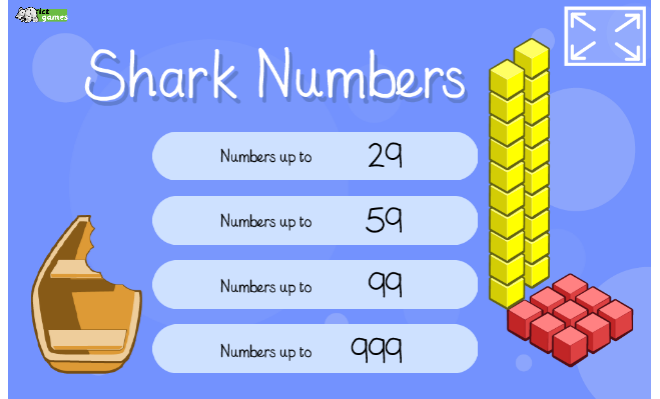 games
Shark Numbers
Numbers up to 29
Numbers up to 59
Numbers up to 99
Numbers up to 999